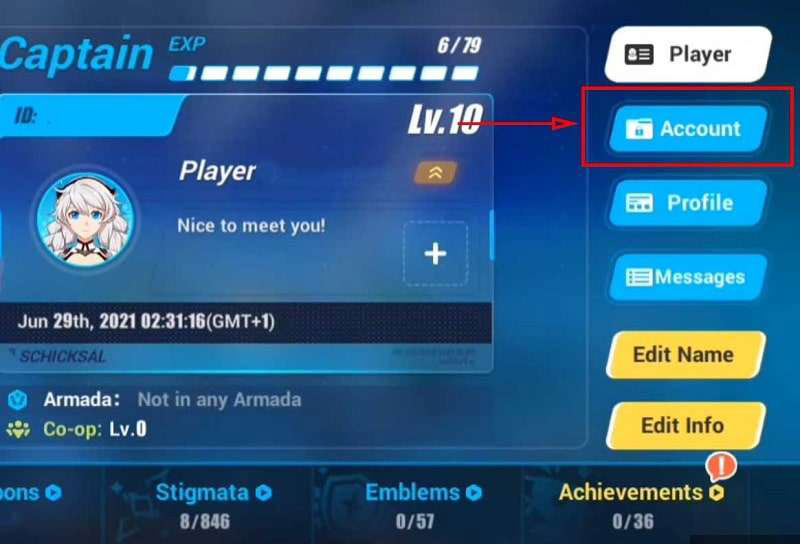 Captain
EXP
6/79
Player
ID:
Lv.10
Account
Player
Nice to meet you!
Profile
Messages
Jun 29th, 2021 02:31:16(GMT+1)
SCHICKSAL
Edit Name
Armada: Not in any Armada
Co-op: Lv.0
Edit Info
ons
Stigmata
Emblems
Achievements
8/846
0/57
0/36